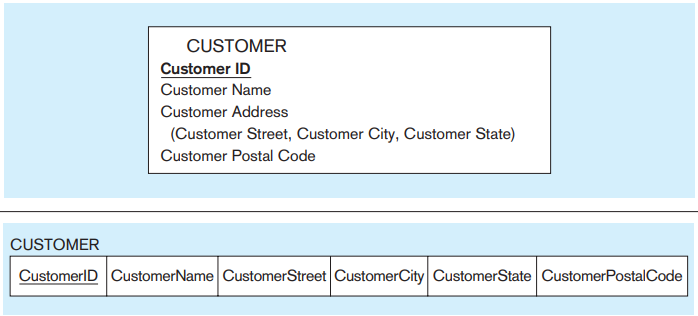 CUSTOMER
Customer ID
Customer Name
Customer Address
(Customer Street, Customer City, Customer State)
Customer Postal Code
CUSTOMER
CustomerID CustomerName CustomerStreet CustomerCity CustomerState CustomerPostalCode